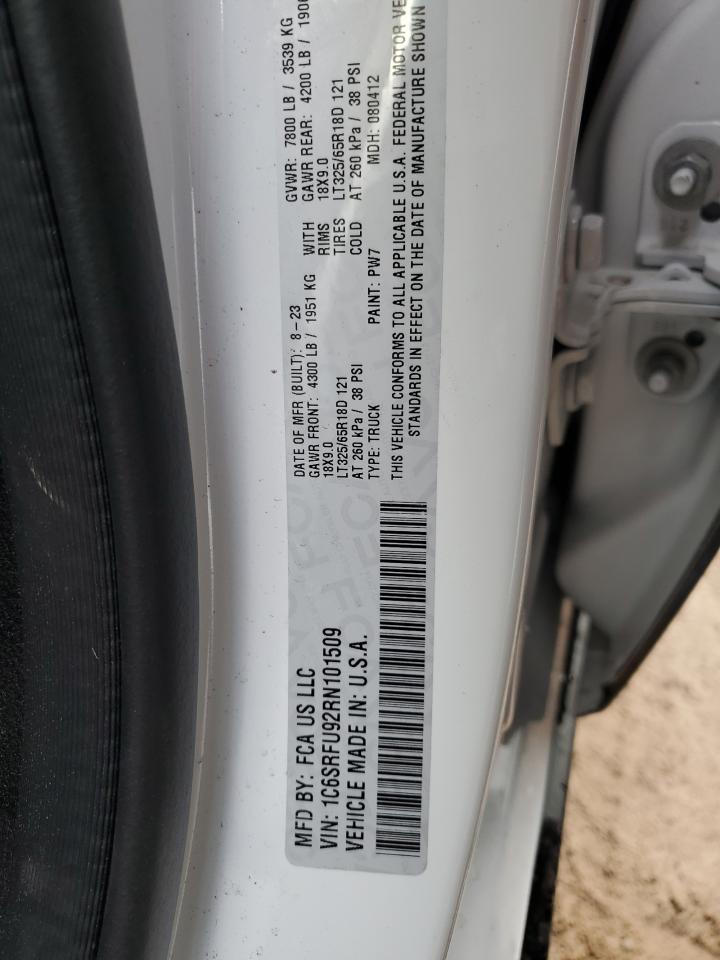 MFD BY: FCA US LLC
VIN: 1C6SRFU92RN101509
VEHICLE MADE IN: U.S.A.
DATE OF MFR (BUILT): 8-23 GVWR: 7800 LB / 3539 KG
GAWR FRONT: 4300 LB / 1951 KG WITH GAWR REAR: 4200 LB /
18X9.0 RIMS 18X9.0
LT325/65R18D 121 TIRES LT325/65R18D 121
AT 260 kPa / 38 PSI COLD AT 260 kPa / 38 PSI
TYPE: TRUCK PAINT: PW7 MDH: 080412
THIS VEHICLE CONFORMS TO ALL APPLICABLE U.S.A. FEDERAL MOTOR
STANDARDS IN EFFECT ON THE DATE OF MANUFACTURE SHOWN